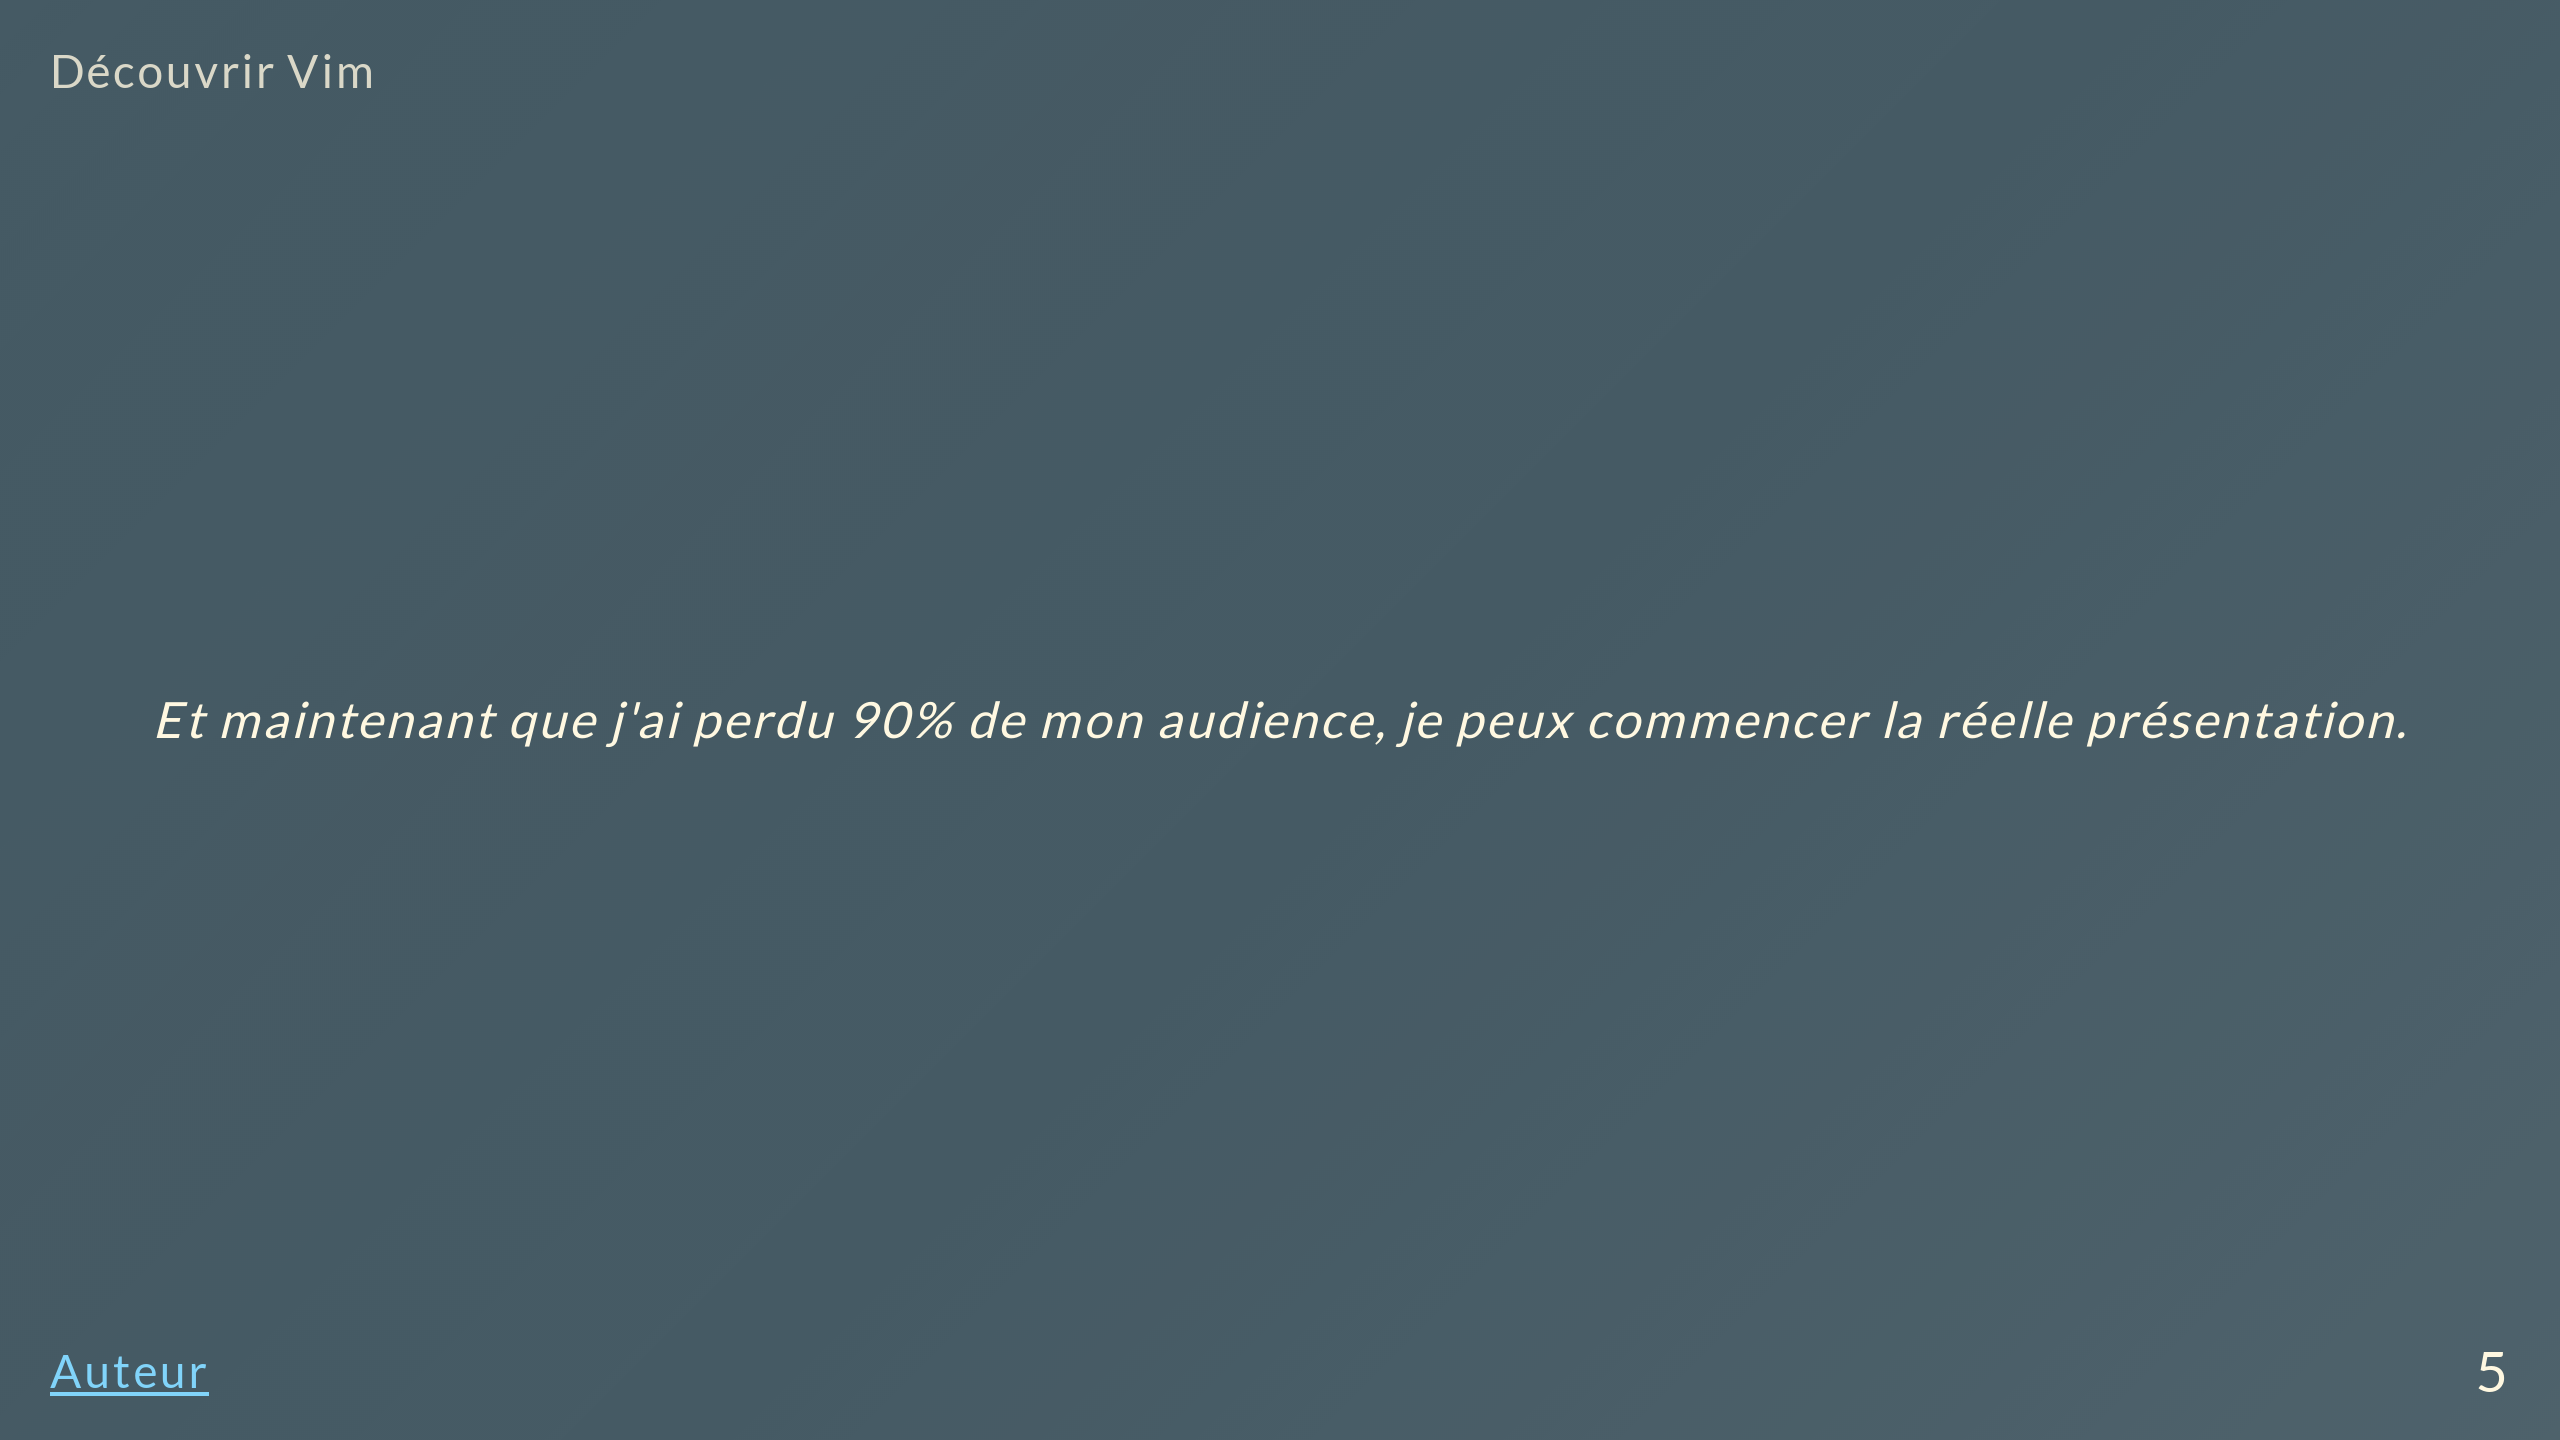 Découvrir Vim
Et maintenant que j'ai perdu 90% de mon audience, je peux commencer la réelle présentation.
Auteur
5